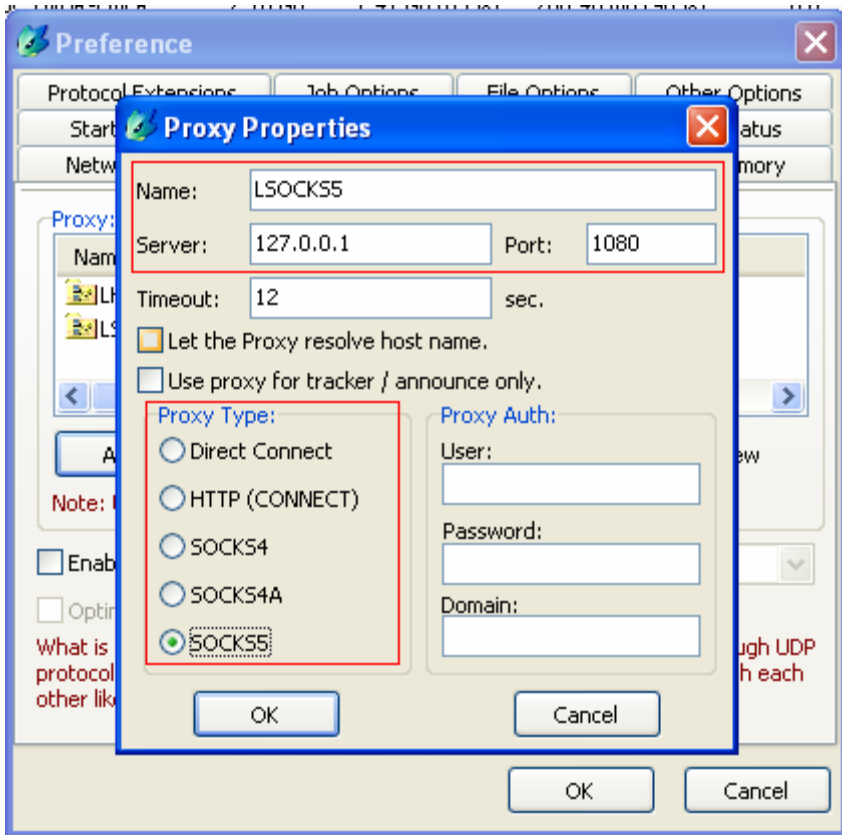 Preference
Protocol Extensions Job Options File Options Other Options
Proxy Properties
Name: LSOCKS5
Proxy:
Server: 127.0.0.1 Port: 1080
Timeout: 12 sec.
Let the Proxy resolve host name.
Use proxy for tracker / announce only.
Proxy Type: Proxy Auth:
Direct Connect User:
HTTP (CONNECT)
Note:
Password:
SOCKS4
SOCKS4A
Domain:
SOCKS5
What is ugh UDP
protocol h each
other lik
OK Cancel
OK Cancel